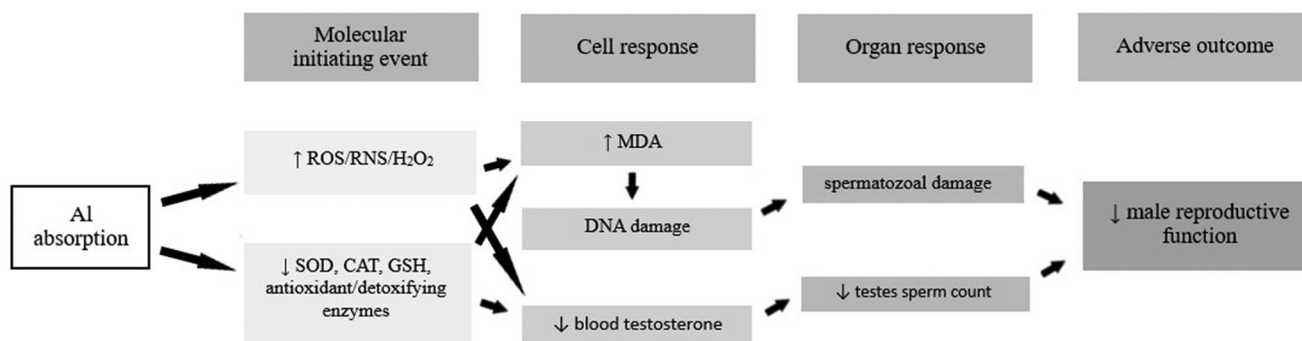 Molecular
initiating event
Cell response
Organ response
Adverse outcome
Al
absorption
↑ ROS/RNS/H₂O₂
↓ SOD, CAT, GSH,
antioxidant/detoxifying
enzymes
↑ MDA
DNA damage
↓ blood testosterone
spermatozoal damage
↓ testes sperm count
↓ male reproductive
function